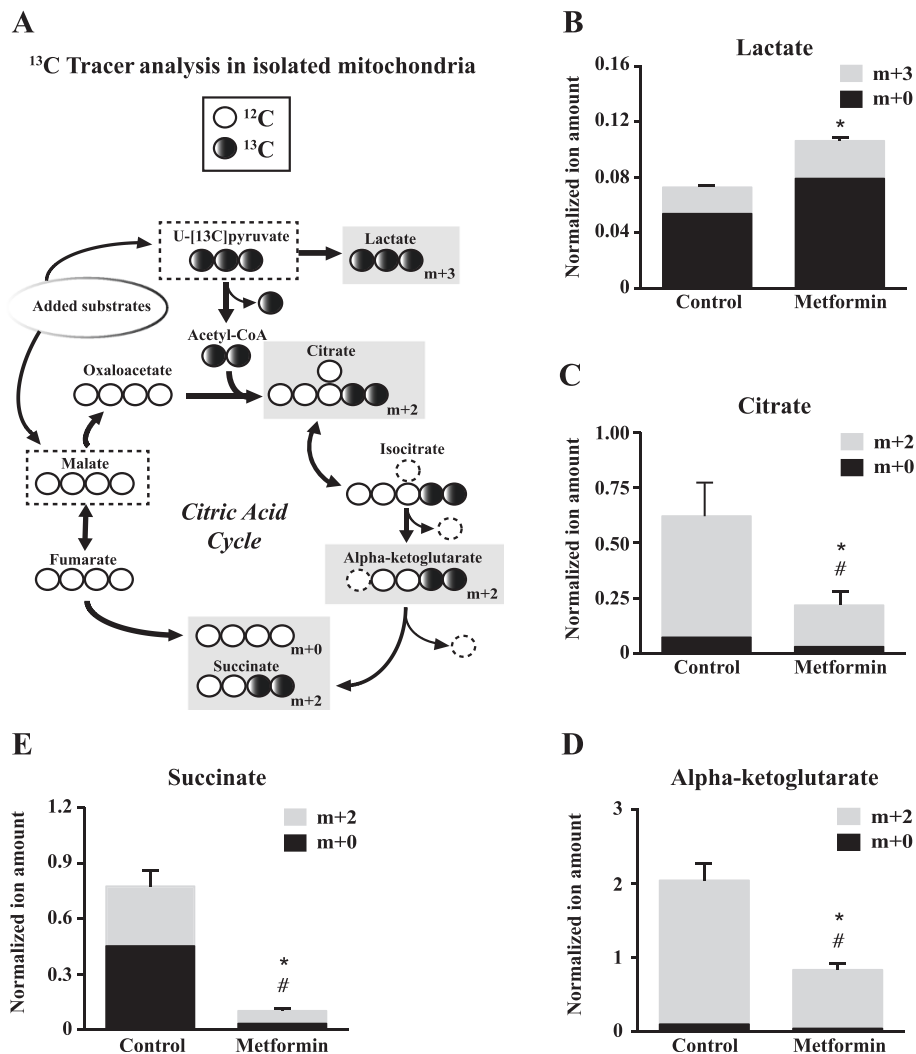 A
¹³C Tracer analysis in isolated mitochondria
¹²C
¹³C
U-[13C]pyruvate
Lactate
m+3
Added substrates
Acetyl-CoA
Oxaloacetate
Citrate
m+2
Isocitrate
Malate
Citric Acid
Cycle
Alpha-ketoglutarate
m+2
Fumarate
m+0
Succinate
m+2
B
Lactate
m+3
m+0
Normalized ion amount
0.16
0.12
0.08
0.04
0
*
Control
Metformin
C
Citrate
m+2
m+0
Normalized ion amount
1.00
0.75
0.50
0.25
0
*
#
Control
Metformin
E
Succinate
m+2
m+0
Normalized ion amount
1.2
0.9
0.6
0.3
0
*
#
Control
Metformin
D
Alpha-ketoglutarate
m+2
m+0
Normalized ion amount
3
2
1
0
*
#
Control
Metformin